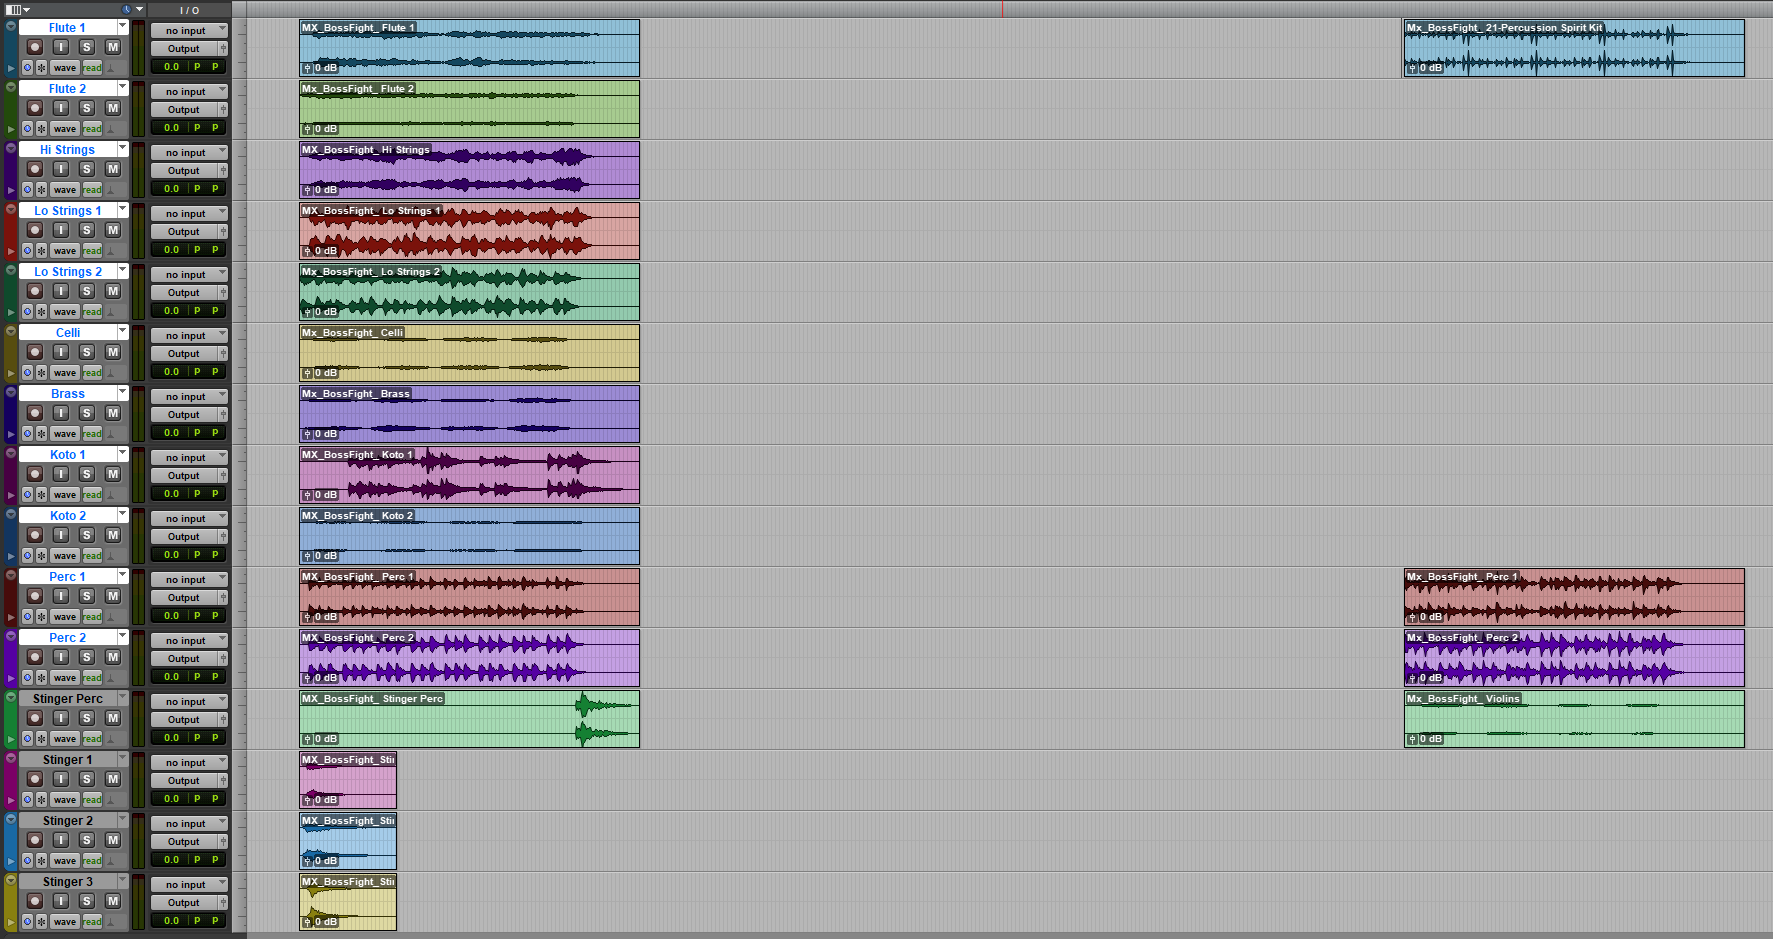 I / O
Flute 1
no input
I S M
Output
wave read
0.0 P P
MX_BossFight_ Flute 1
0 dB
Mx_BossFight_ 21-Percussion Spirit Kit
0 dB
Flute 2
no input
I S M
Output
wave read
0.0 P P
MX_BossFight_ Flute 2
0 dB
Hi Strings
no input
I S M
Output
wave read
0.0 P P
MX_BossFight_ Hi Strings
0 dB
Lo Strings 1
no input
I S M
Output
wave read
0.0 P P
MX_BossFight_ Lo Strings 1
0 dB
Lo Strings 2
no input
I S M
Output
wave read
0.0 P P
Mx_BossFight_ Lo Strings 2
0 dB
Celli
no input
I S M
Output
wave read
0.0 P P
Mx_BossFight_ Celli
0 dB
Brass
no input
I S M
Output
wave read
0.0 P P
Mx_BossFight_ Brass
0 dB
Koto 1
no input
I S M
Output
wave read
0.0 P P
MX_BossFight_ Koto 1
0 dB
Koto 2
no input
I S M
Output
wave read
0.0 P P
MX_BossFight_ Koto 2
0 dB
Perc 1
no input
I S M
Output
wave read
0.0 P P
MX_BossFight_ Perc 1
0 dB
Mx_BossFight_ Perc 1
0 dB
Perc 2
no input
I S M
Output
wave read
0.0 P P
MX_BossFight_ Perc 2
0 dB
Mx_BossFight_ Perc 2
0 dB
Stinger Perc
no input
I S M
Output
wave read
0.0 P P
MX_BossFight_ Stinger Perc
0 dB
Mx_BossFight_ Violins
0 dB
Stinger 1
no input
I S M
Output
wave read
0.0 P P
MX_BossFight_Sti
0 dB
Stinger 2
no input
I S M
Output
wave read
0.0 P P
MX_BossFight_Sti
0 dB
Stinger 3
no input
I S M
Output
wave read
0.0 P P
MX_BossFight_Sti
0 dB